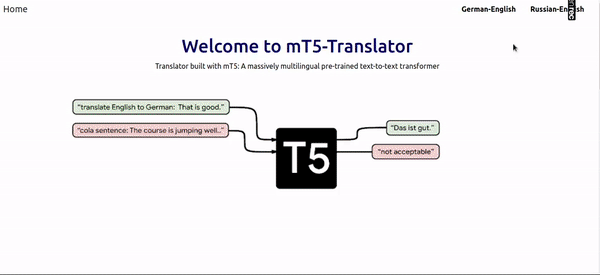 Home
German-English
Russian-English
Welcome to mT5-Translator
Translator built with mT5: A massively multilingual pre-trained text-to-text transformer
"translate English to German: That is good."
"cola sentence: The course is jumping well.."
T5
"Das ist gut."
"not acceptable"